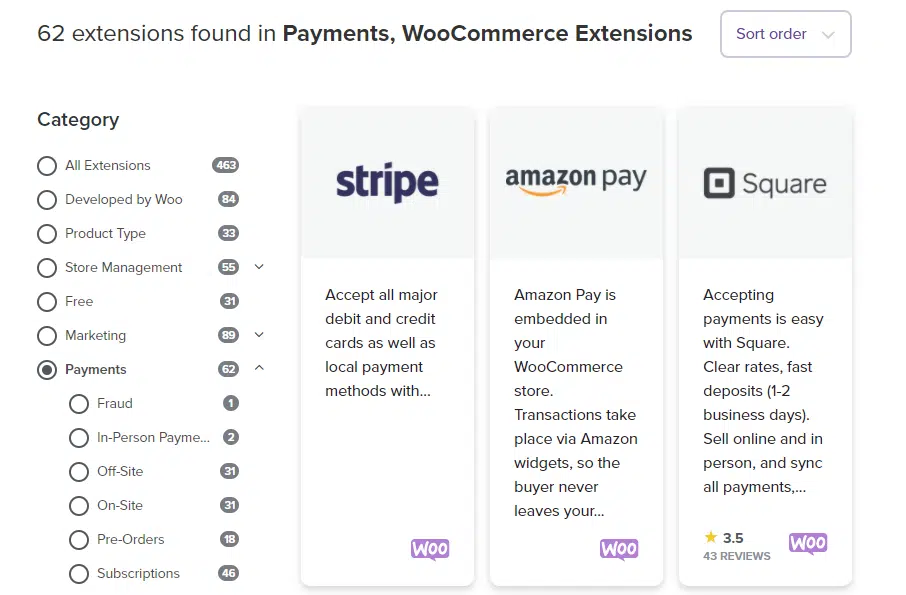 62 extensions found in Payments, WooCommerce Extensions
Sort order
Category
All Extensions 463
Developed by Woo 84
Product Type 33
Store Management 55
Free 31
Marketing 89
Payments 62
Fraud 1
In-Person Payme... 2
Off-Site 31
On-Site 31
Pre-Orders 18
Subscriptions 46
stripe
Accept all major
debit and credit
cards as well as
local payment
methods with...
Woo
amazon pay
Amazon Pay is
embedded in
your
WooCommerce
store.
Transactions take
place via Amazon
widgets, so the
buyer never
leaves your...
Woo
Square
Accepting
payments is easy
with Square.
Clear rates, fast
deposits (1-2
business days).
Sell online and in
person, and sync
all payments,...
3.5
43 REVIEWS
Woo